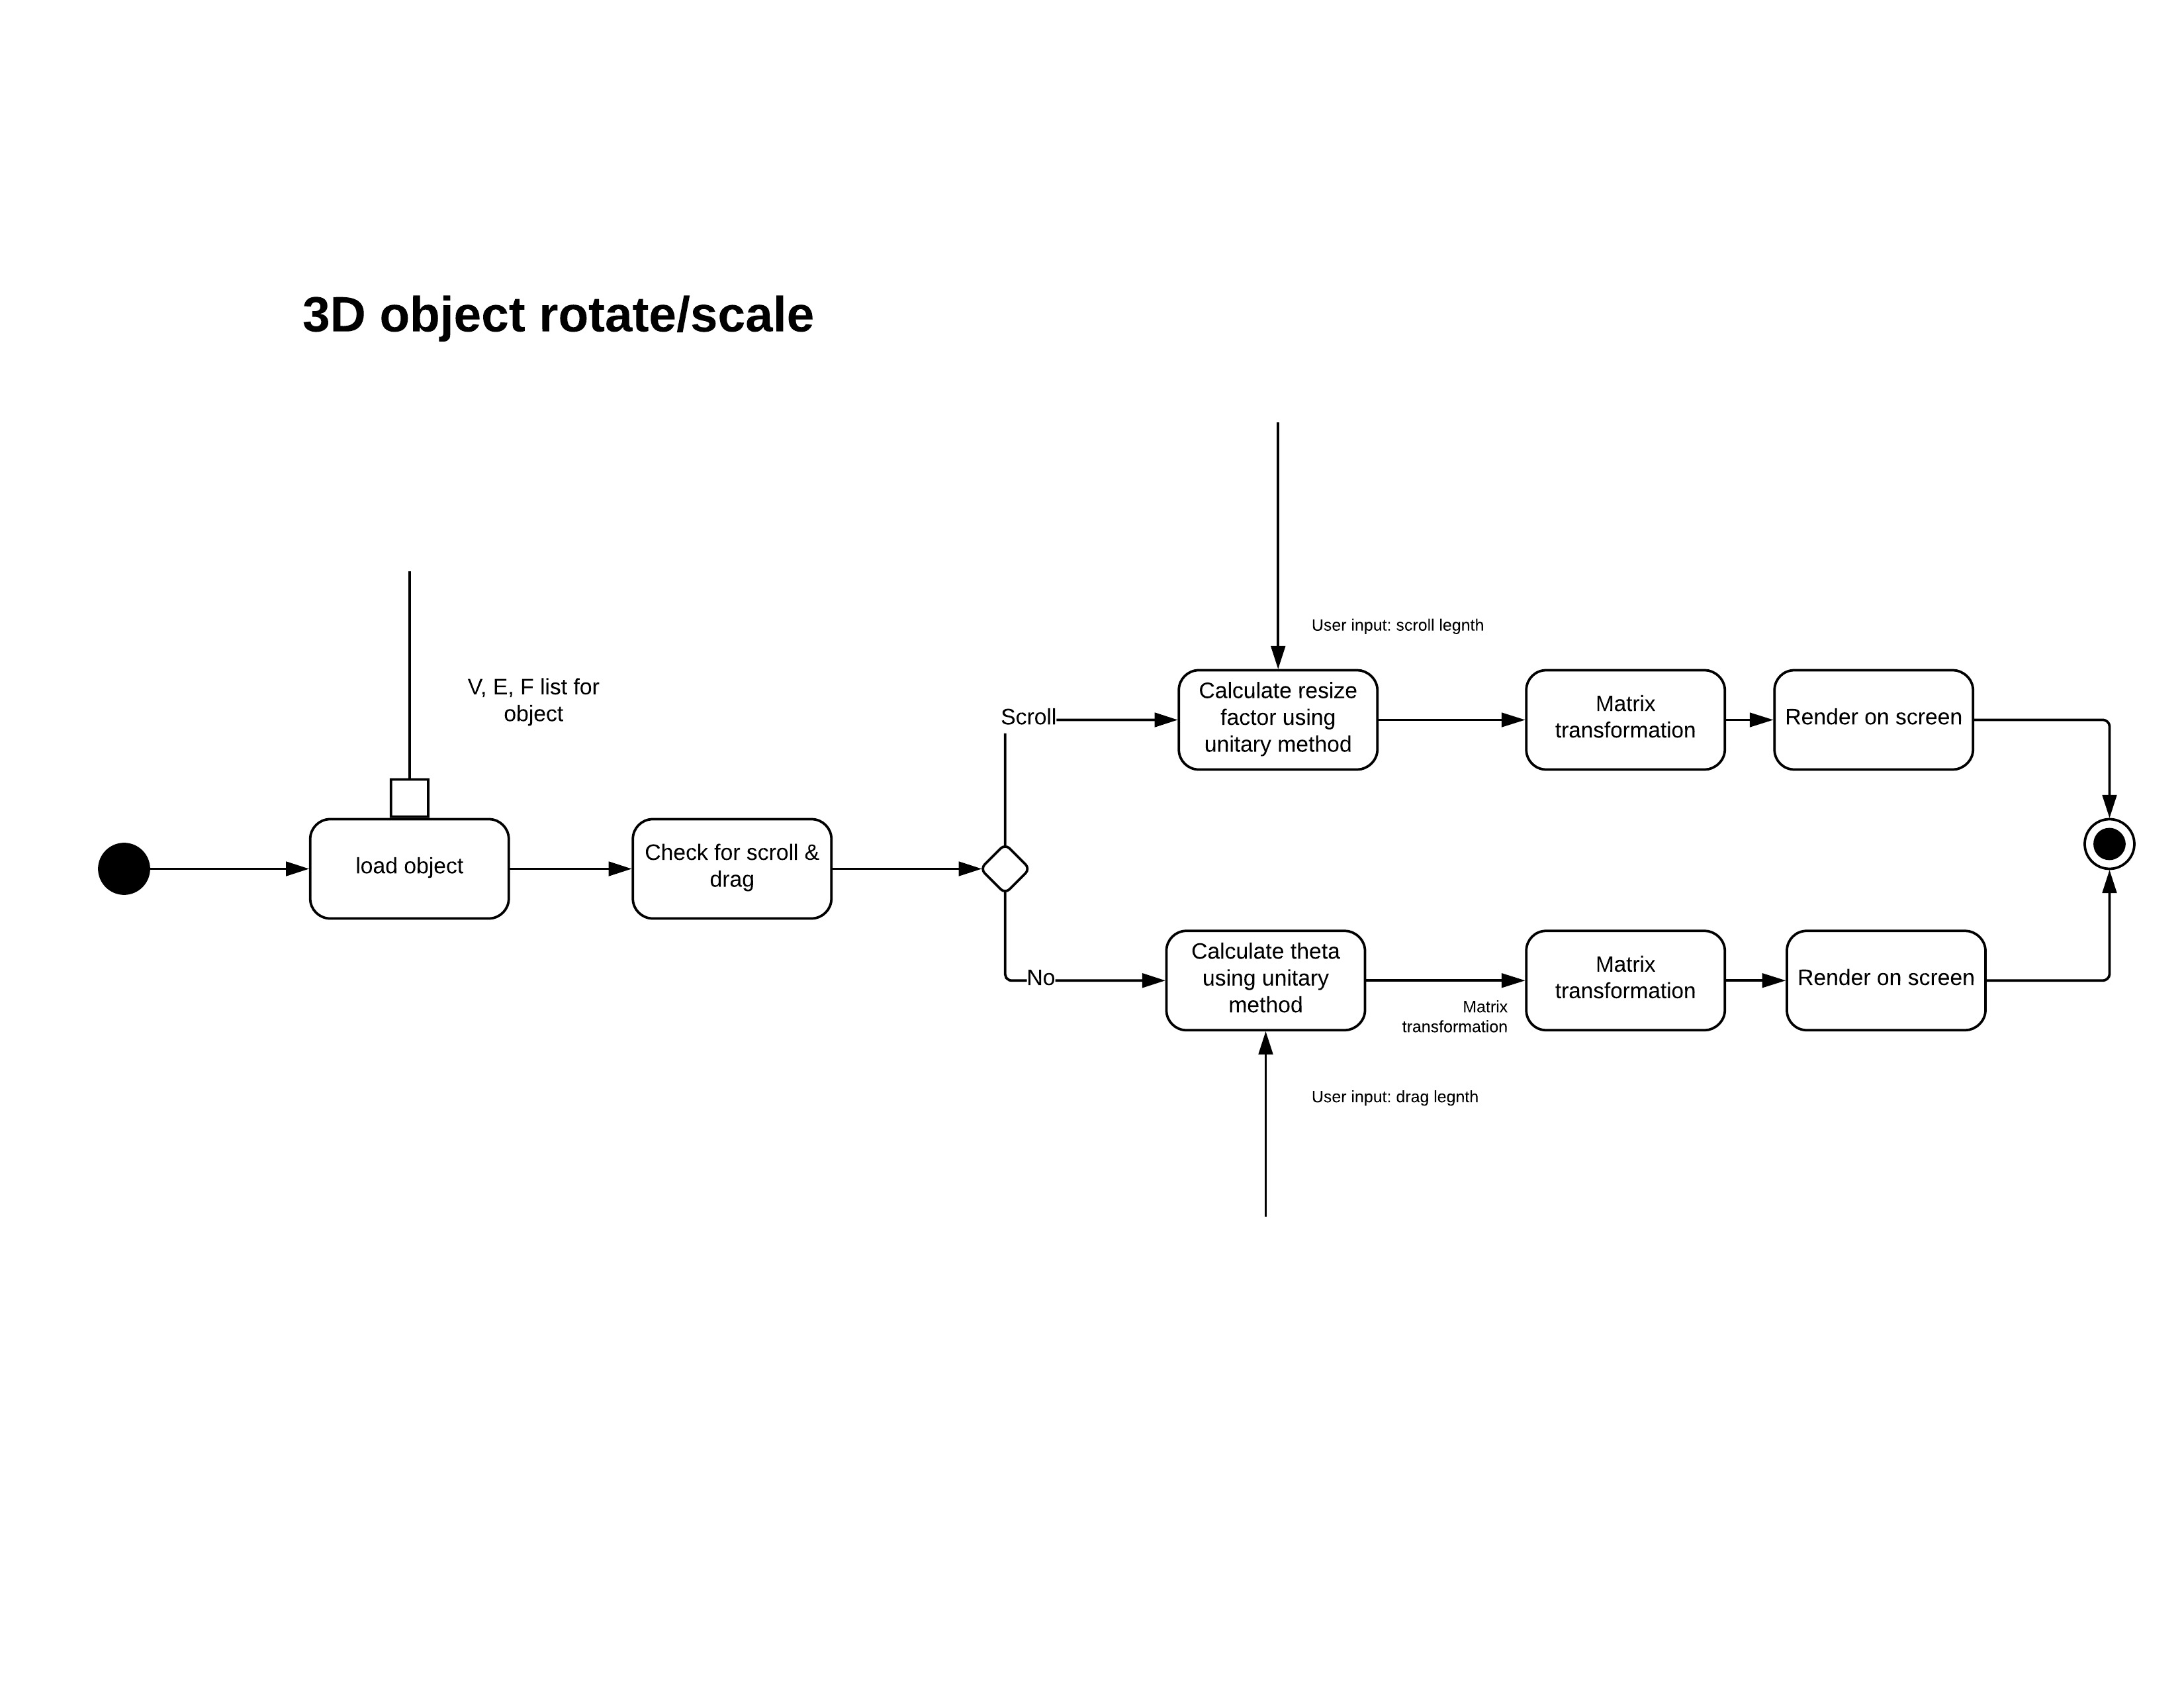 3D object rotate/scale
V, E, F list for
object
load object
Check for scroll &
drag
Scroll
User input: scroll legnth
Calculate resize
factor using
unitary method
Matrix
transformation
Render on screen
No
Calculate theta
using unitary
method
Matrix
transformation
Matrix
transformation
Render on screen
User input: drag legnth